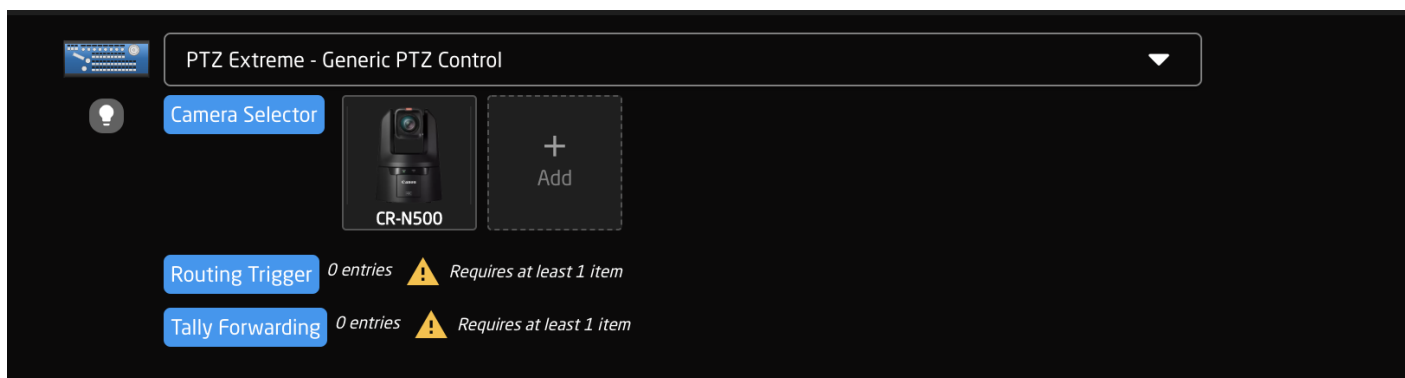 PTZ Extreme - Generic PTZ Control
Camera Selector
Canon
CR-N500
+
Add
Routing Trigger 0 entries Requires at least 1 item
Tally Forwarding 0 entries Requires at least 1 item